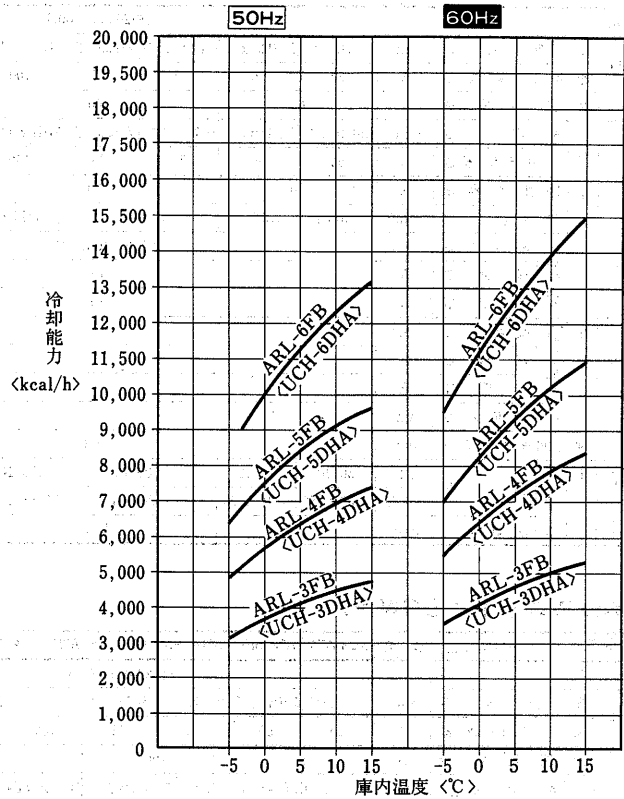 50Hz
60Hz
20,000
19,500
18,000
17,500
16,000
15,500
14,000
13,500
12,000
11,500
10,000
9,000
8,000
7,000
6,000
5,000
4,000
3,000
2,000
1,000
0
冷却能力
<kcal/h>
ARL-6FB
<UCH-6DHA>
ARL-5FB
<UCH-5DHA>
ARL-4FB
<UCH-4DHA>
ARL-3FB
<UCH-3DHA>
ARL-6FB
<UCH-6DHA>
ARL-5FB
<UCH-5DHA>
ARL-4FB
<UCH-4DHA>
ARL-3FB
<UCH-3DHA>
-5 0 5 10 15 -5 0 5 10 15
庫内温度〈℃〉